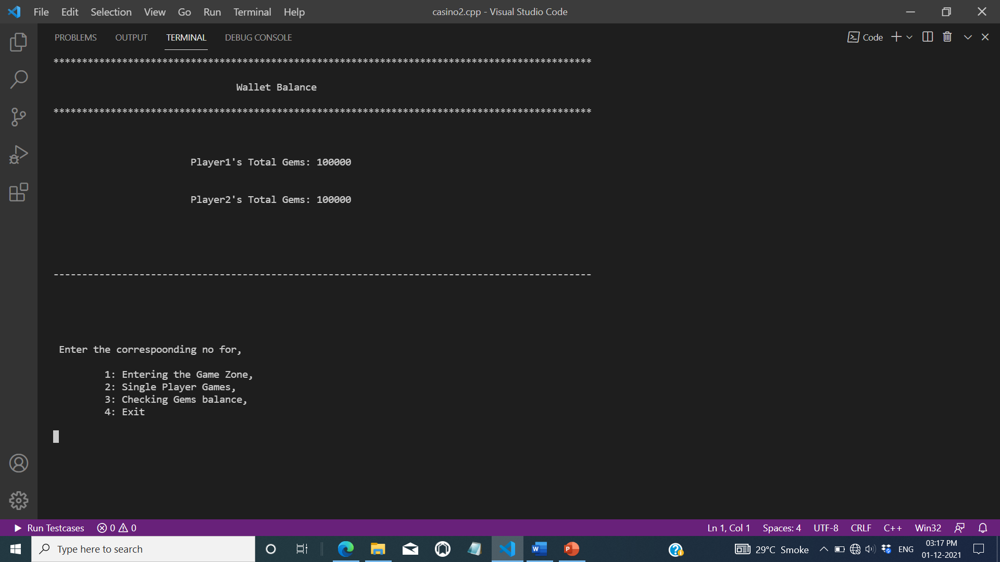 File Edit Selection View Go Run Terminal Help casino2.cpp - Visual Studio Code
PROBLEMS OUTPUT TERMINAL DEBUG CONSOLE Code
**********************************************************************************************
Wallet Balance
**********************************************************************************************
Player1's Total Gems: 100000
Player2's Total Gems: 100000
----------------------------------------------------------------------------------------------
Enter the correspoonding no for,
1: Entering the Game Zone,
2: Single Player Games,
3: Checking Gems balance,
4: Exit
Run Testcases 0 0 Ln 1, Col 1 Spaces: 4 UTF-8 CRLF C++ Win32
Type here to search 29°C Smoke ENG 03:17 PM
01-12-2021